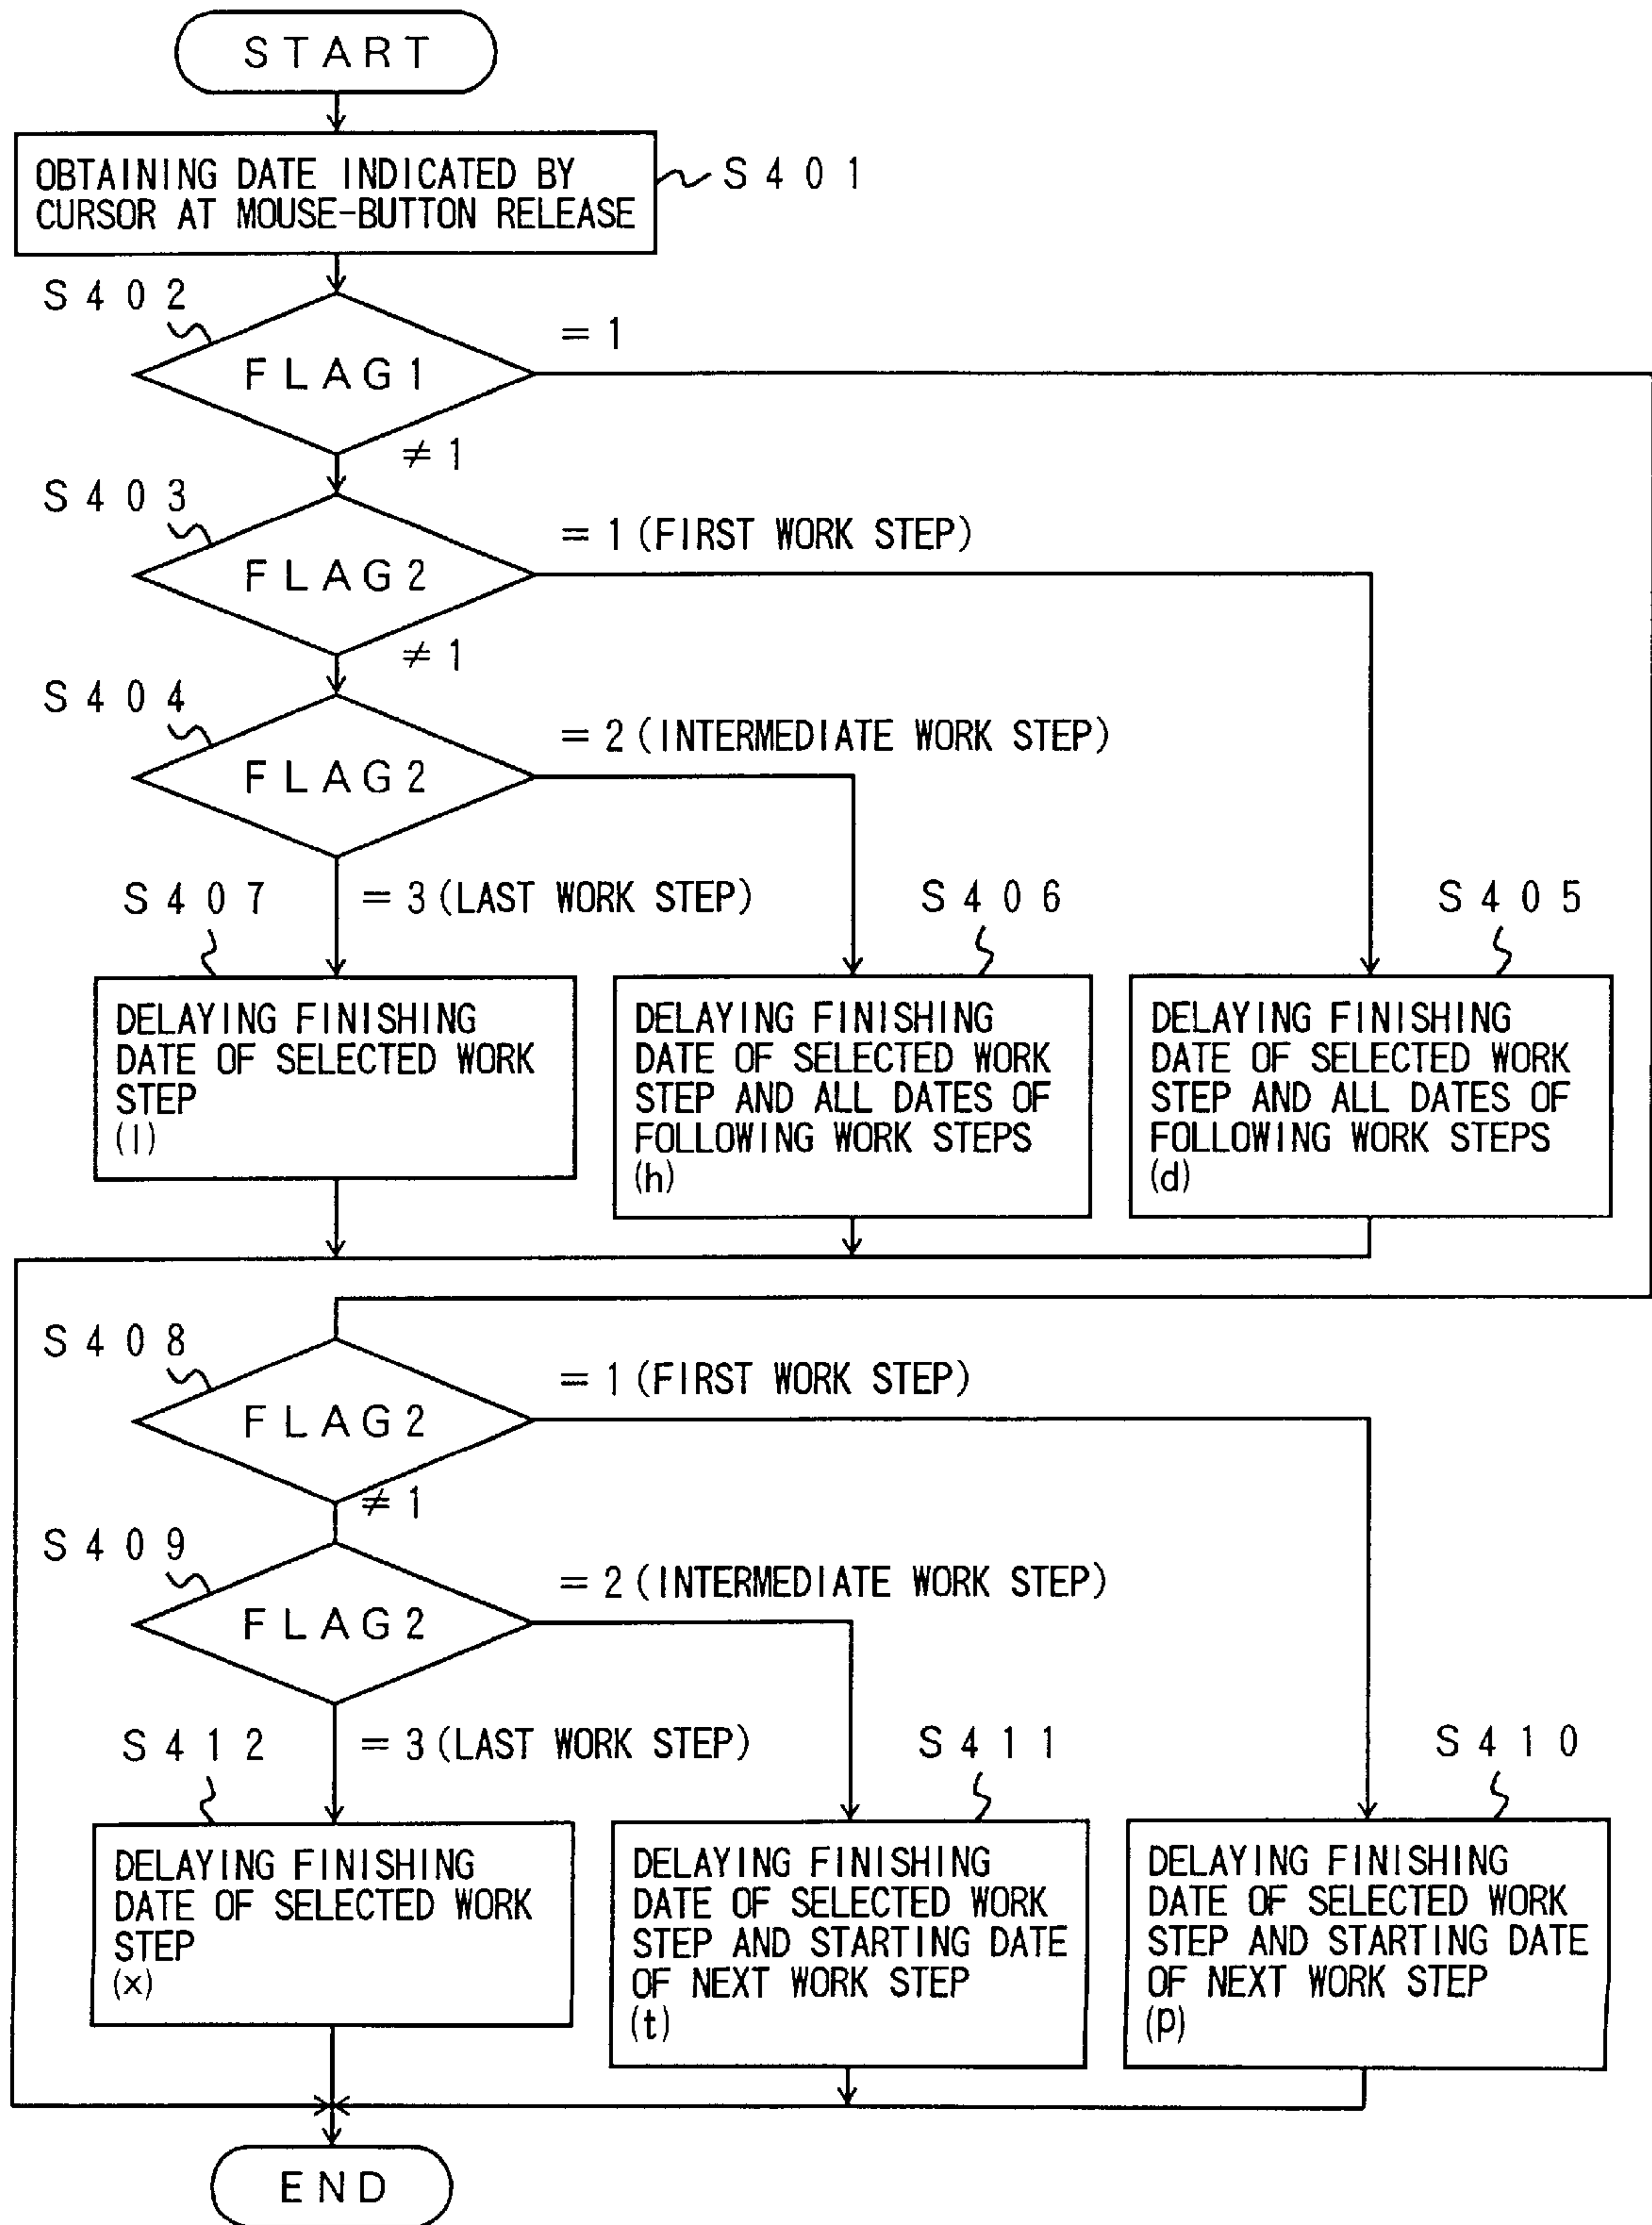 START
OBTAINING DATE INDICATED BY
CURSOR AT MOUSE-BUTTON RELEASE
S401
S402
FLAG1
=1
≠1
S403
FLAG2
=1(FIRST WORK STEP)
≠1
S404
FLAG2
=2(INTERMEDIATE WORK STEP)
=3(LAST WORK STEP)
S407
DELAYING FINISHING
DATE OF SELECTED WORK
STEP
(l)
S406
DELAYING FINISHING
DATE OF SELECTED WORK
STEP AND ALL DATES OF
FOLLOWING WORK STEPS
(h)
S405
DELAYING FINISHING
DATE OF SELECTED WORK
STEP AND ALL DATES OF
FOLLOWING WORK STEPS
(d)
S408
FLAG2
=1(FIRST WORK STEP)
≠1
S409
FLAG2
=2(INTERMEDIATE WORK STEP)
=3(LAST WORK STEP)
S412
DELAYING FINISHING
DATE OF SELECTED WORK
STEP
(x)
S411
DELAYING FINISHING
DATE OF SELECTED WORK
STEP AND STARTING DATE
OF NEXT WORK STEP
(t)
S410
DELAYING FINISHING
DATE OF SELECTED WORK
STEP AND STARTING DATE
OF NEXT WORK STEP
(p)
END